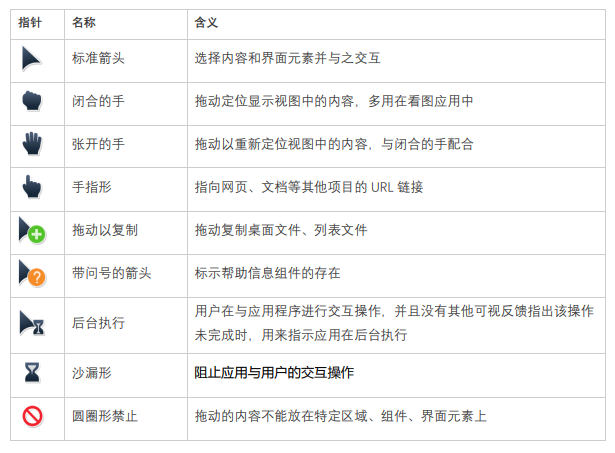 指针 名称 含义
标准箭头 选择内容和界面元素并与之交互
闭合的手 拖动定位显示视图中的内容，多用在看图应用中
张开的手 拖动以重新定位视图中的内容，与闭合的手配合
手指形 指向网页、文档等其他项目的 URL 链接
拖动以复制 拖动复制桌面文件、列表文件
带问号的箭头 标示帮助信息组件的存在
后台执行 用户在与应用程序进行交互操作，并且没有其他可视反馈指出该操作
未完成时，用来指示应用在后台执行
沙漏形 阻止应用与用户的交互操作
圆圈形禁止 拖动的内容不能放在特定区域、组件、界面元素上